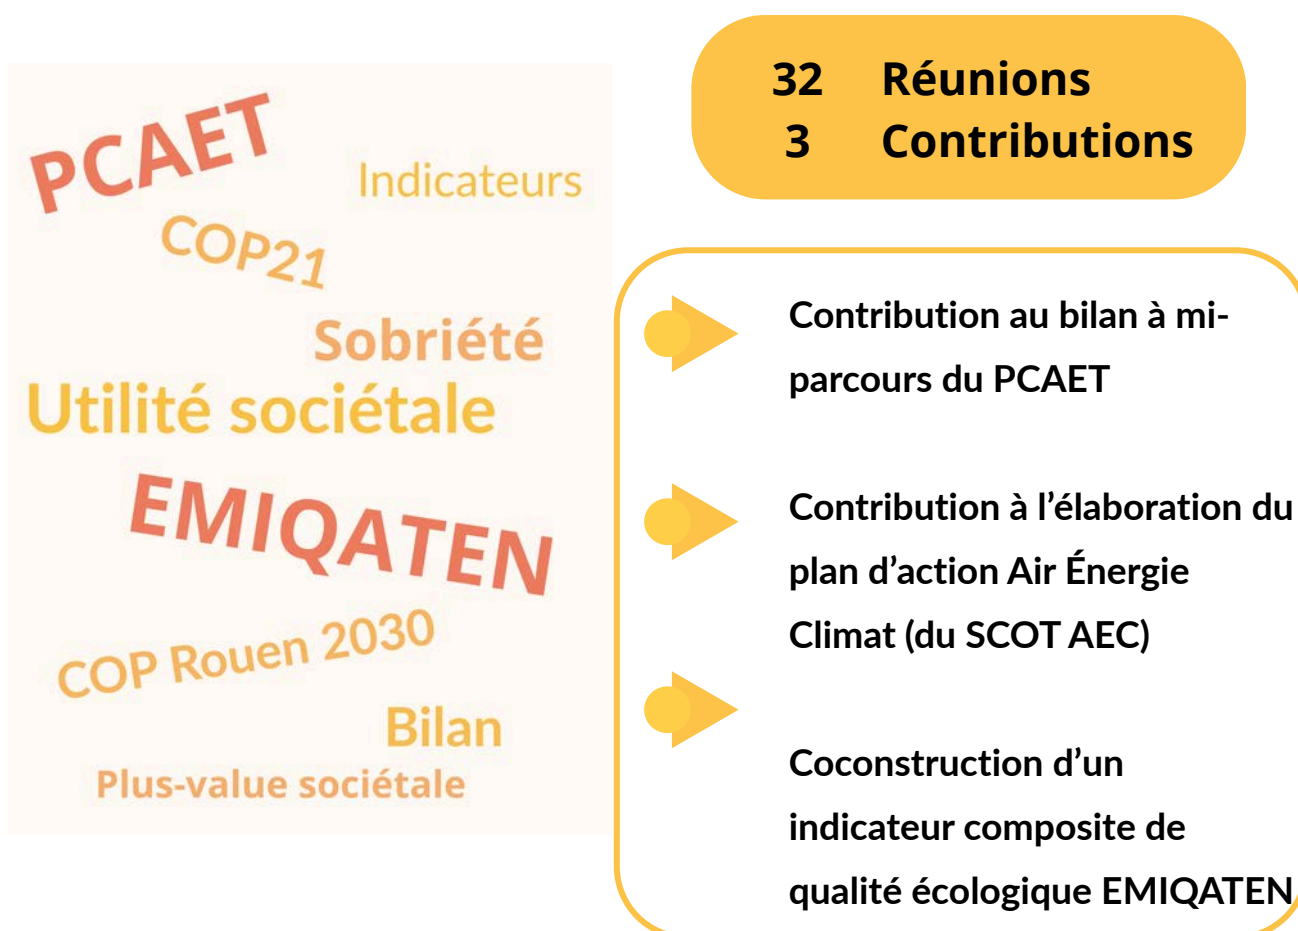 PCAET
Indicateurs
COP21
Sobriété
Utilité sociétale
EMIQATEN
COP Rouen 2030
Bilan
Plus-value sociétale
32 Réunions
3 Contributions
Contribution au bilan à mi-
parcours du PCAET
Contribution à l’élaboration du
plan d’action Air Énergie
Climat (du SCOT AEC)
Coconstruction d’un
indicateur composite de
qualité écologique EMIQATEN